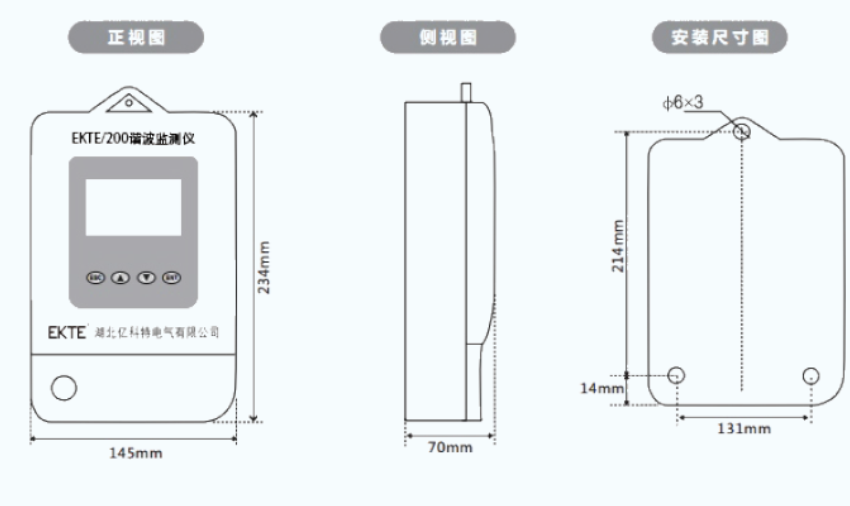 正视图
侧视图
安装尺寸图
EKTE/200谐波监测仪
ESC
ENT
EKTE 湖北亿科特电气有限公司
234mm
145mm
70mm
ϕ6×3
214mm
14mm
131mm